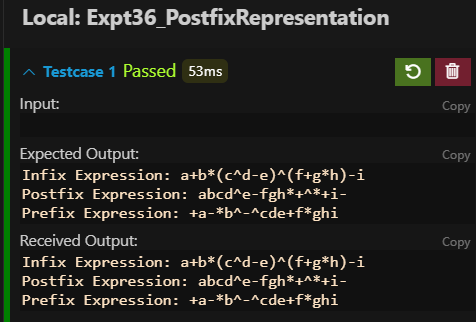 Local: Expt36_PostfixRepresentation
Testcase 1 Passed 53ms
Input:
Copy
Expected Output:
Copy
Infix Expression: a+b*(c^d-e)^(f+g*h)-i
Postfix Expression: abcd^e-fgh*+^*+i-
Prefix Expression: +a-*b^-^cde+f*ghi
Received Output:
Copy
Infix Expression: a+b*(c^d-e)^(f+g*h)-i
Postfix Expression: abcd^e-fgh*+^*+i-
Prefix Expression: +a-*b^-^cde+f*ghi